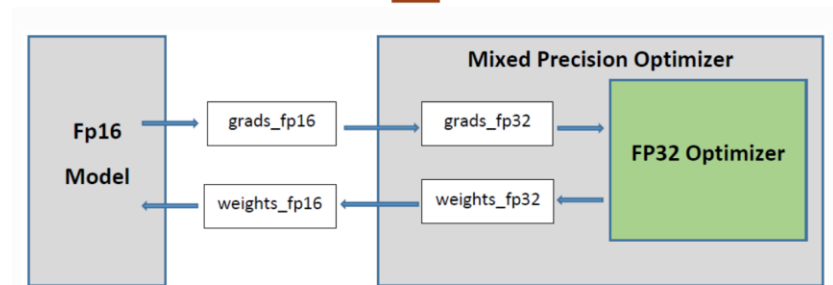 Mixed Precision Optimizer
Fp16
Model
grads_fp16
grads_fp32
weights_fp16
weights_fp32
FP32 Optimizer